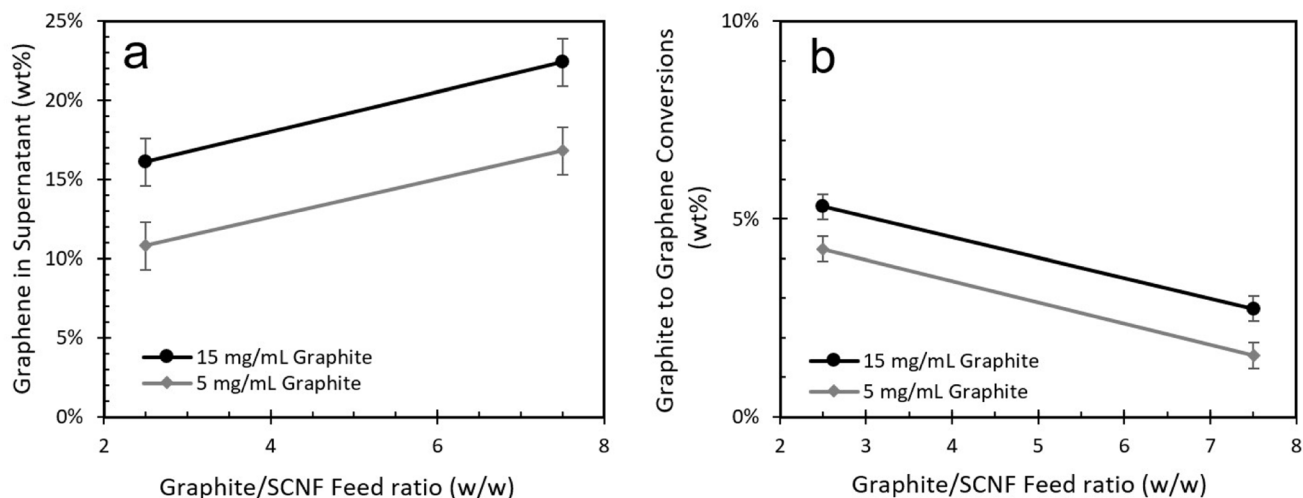 a
Graphene in Supernatant (wt%)
25%
20%
15%
10%
5%
0%
15 mg/mL Graphite
5 mg/mL Graphite
2 4 6 8
Graphite/SCNF Feed ratio (w/w)
b
Graphite to Graphene Conversions
(wt%)
10%
5%
0%
15 mg/mL Graphite
5 mg/mL Graphite
2 3 4 5 6 7 8
Graphite/SCNF Feed ratio (w/w)